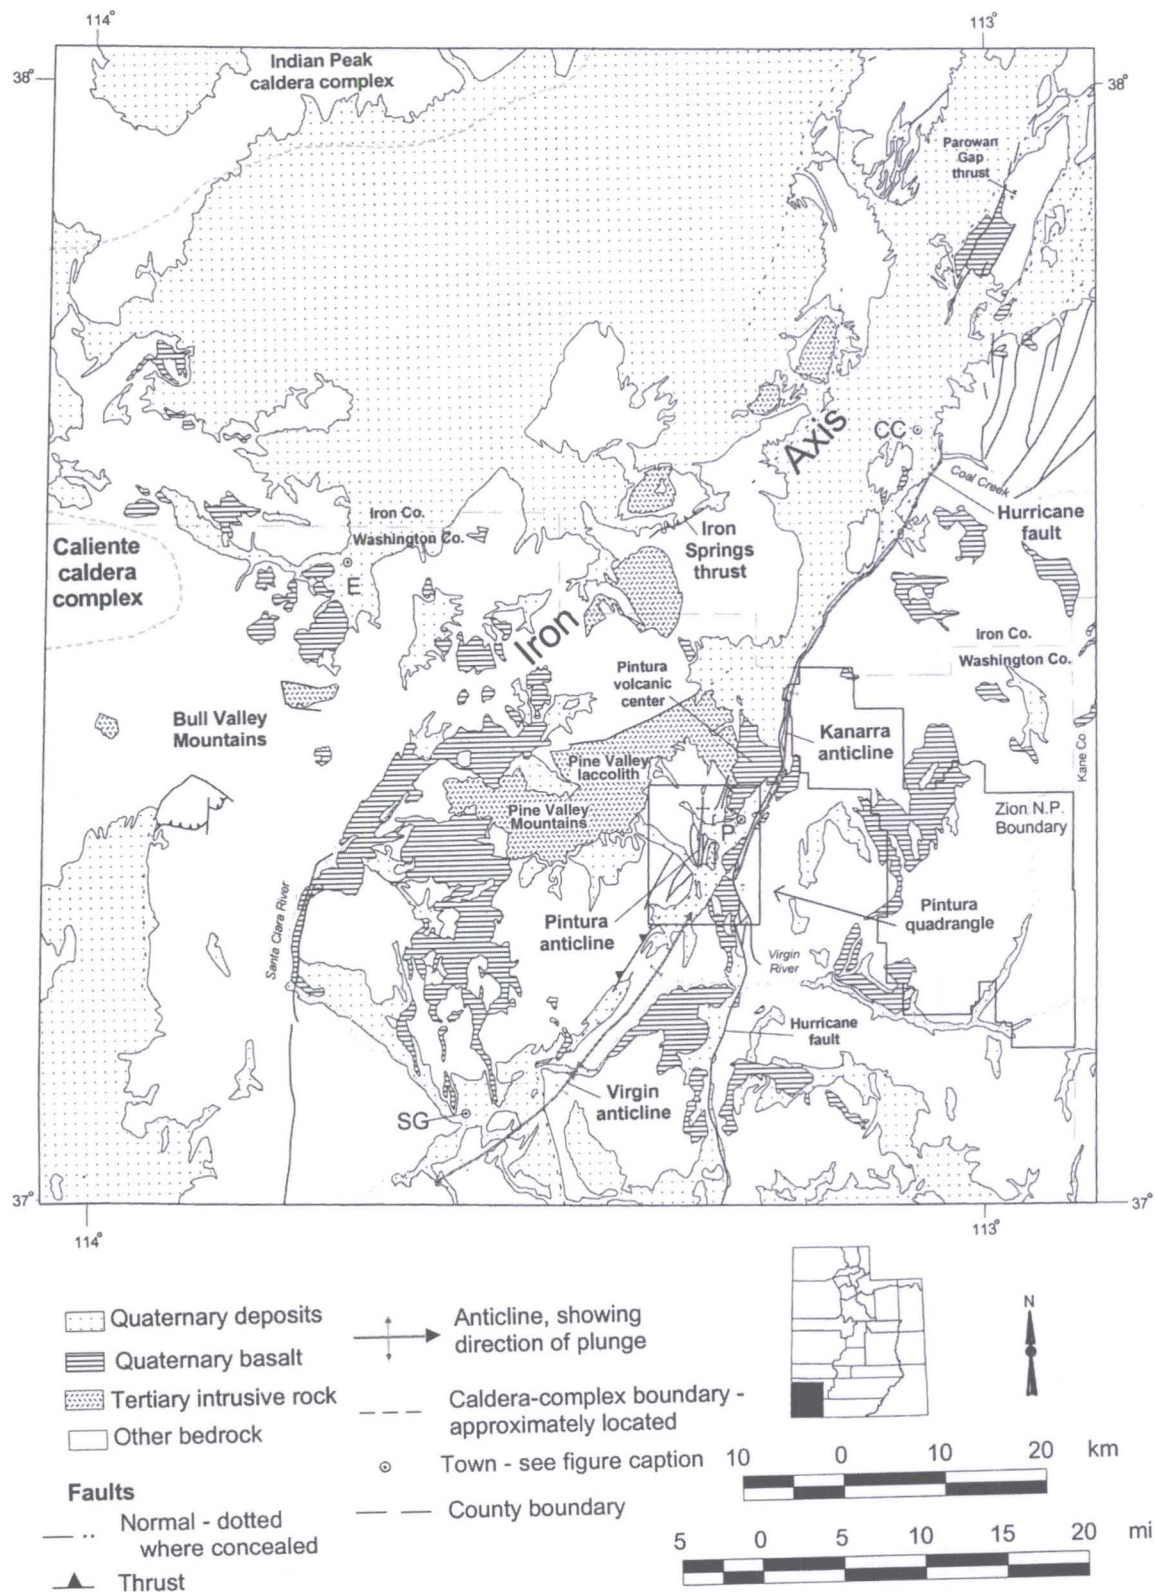 114°
113°
38°
38°
Indian Peak
caldera complex
Parowan
Gap
thrust
Axis
CC
Coal Creek
Hurricane
fault
Iron Co.
Washington Co.
Iron
Springs
thrust
Caliente
caldera
complex
E
Iron
Iron Co.
Washington Co.
Pintura
volcanic
center
Bull Valley
Mountains
Kanarra
anticline
Kane Co.
Pine Valley
laccolith
Pine Valley
Mountains
P
Zion N.P.
Boundary
Santa Clara River
Pintura
anticline
Pintura
quadrangle
Virgin
River
Hurricane
fault
Virgin
anticline
SG
37°
37°
114°
113°
Quaternary deposits
Quaternary basalt
Tertiary intrusive rock
Other bedrock
Faults
Normal - dotted
where concealed
Thrust
Anticline, showing
direction of plunge
Caldera-complex boundary -
approximately located
Town - see figure caption
County boundary
N
10 0 10 20 km
5 0 5 10 15 20 mi